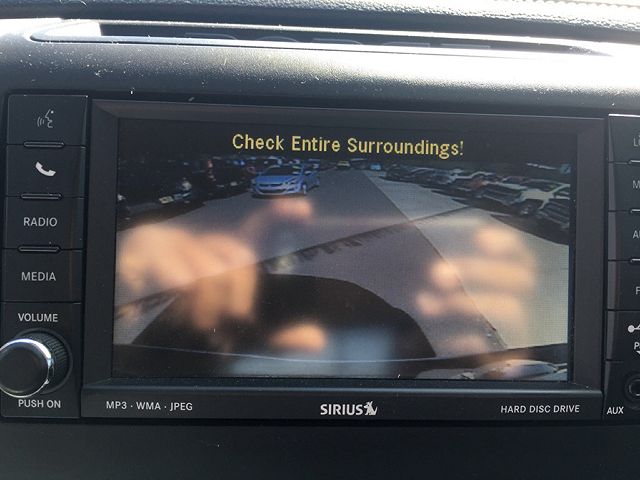 Check Entire Surroundings!
RADIO
MEDIA
VOLUME
PUSH ON
MP3 · WMA · JPEG
SIRIUS
HARD DISC DRIVE
AUX